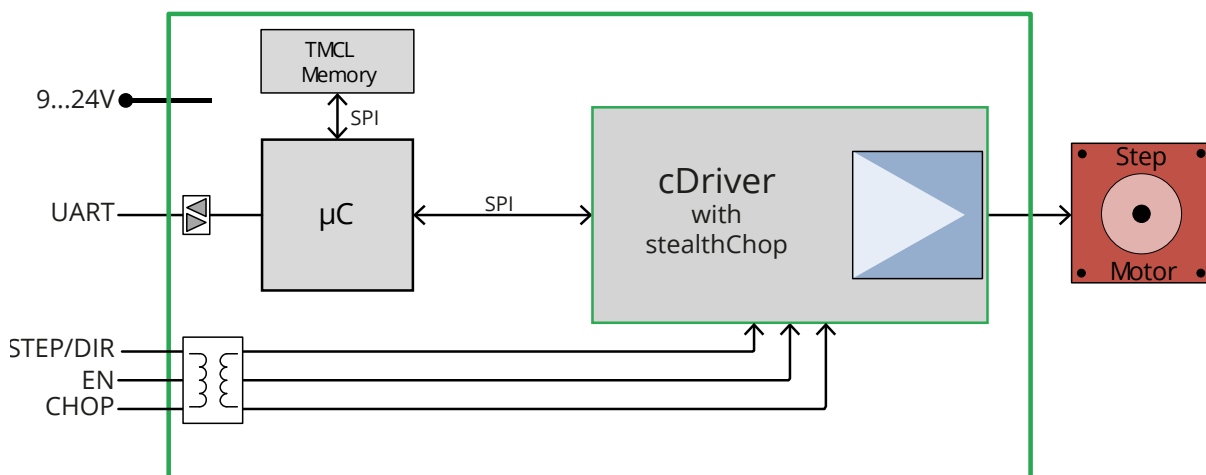 TMCL
Memory
9...24V
SPI
UART
µC
SPI
cDriver
with
stealthChop
Step
Motor
STEP/DIR
EN
CHOP